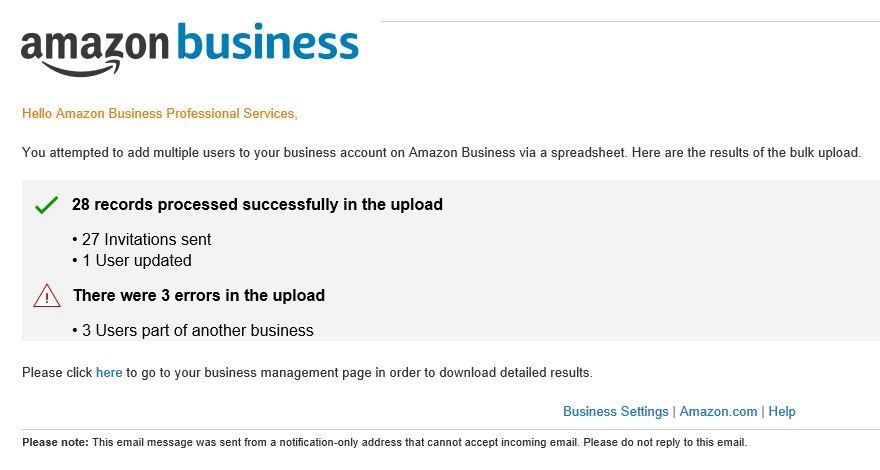 amazon business
Hello Amazon Business Professional Services,
You attempted to add multiple users to your business account on Amazon Business via a spreadsheet. Here are the results of the bulk upload.
28 records processed successfully in the upload
• 27 Invitations sent
• 1 User updated
There were 3 errors in the upload
• 3 Users part of another business
Please click here to go to your business management page in order to download detailed results.
Business Settings | Amazon.com | Help
Please note: This email message was sent from a notification-only address that cannot accept incoming email. Please do not reply to this email.